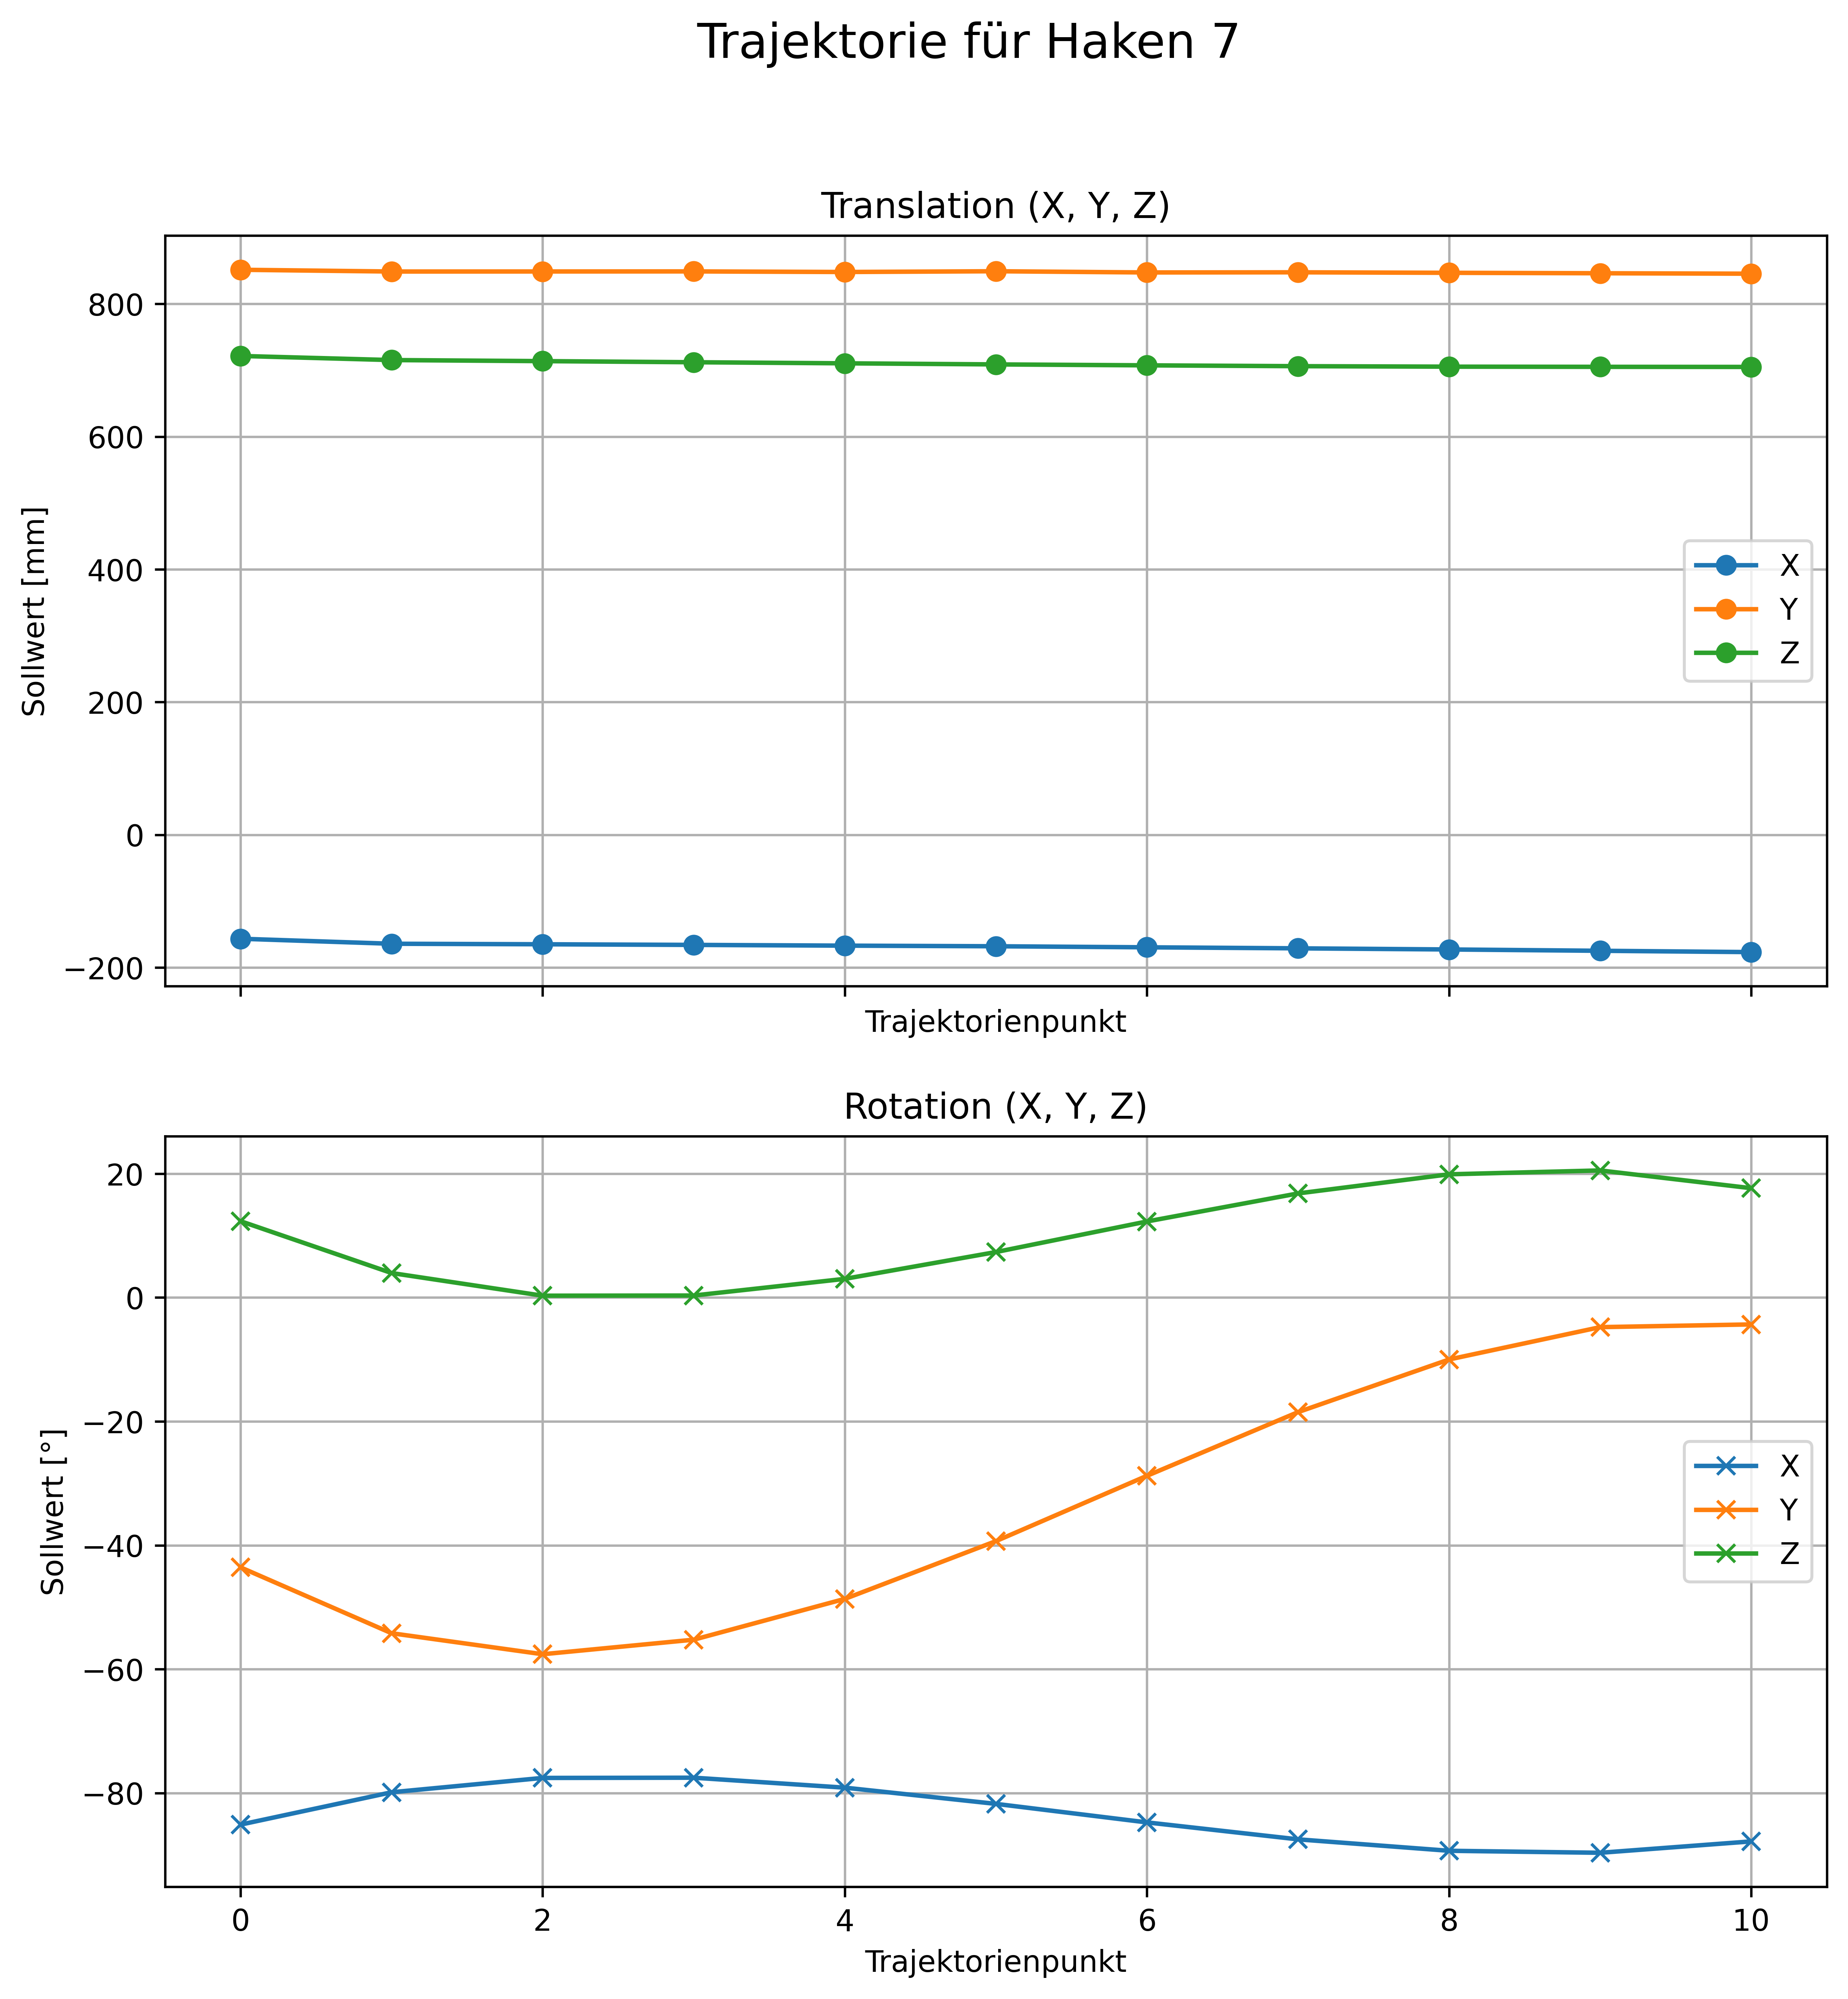 Trajektorie für Haken 7
Translation (X, Y, Z)
Sollwert [mm]
800
600
400
200
0
−200
X
Y
Z
Trajektorienpunkt
Rotation (X, Y, Z)
Sollwert [°]
20
0
−20
−40
−60
−80
X
Y
Z
0 2 4 6 8 10
Trajektorienpunkt